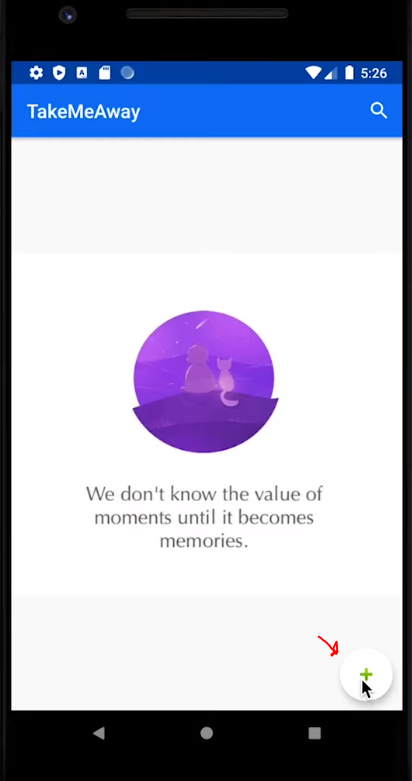 5:26
TakeMeAway
We don't know the value of
moments until it becomes
memories.